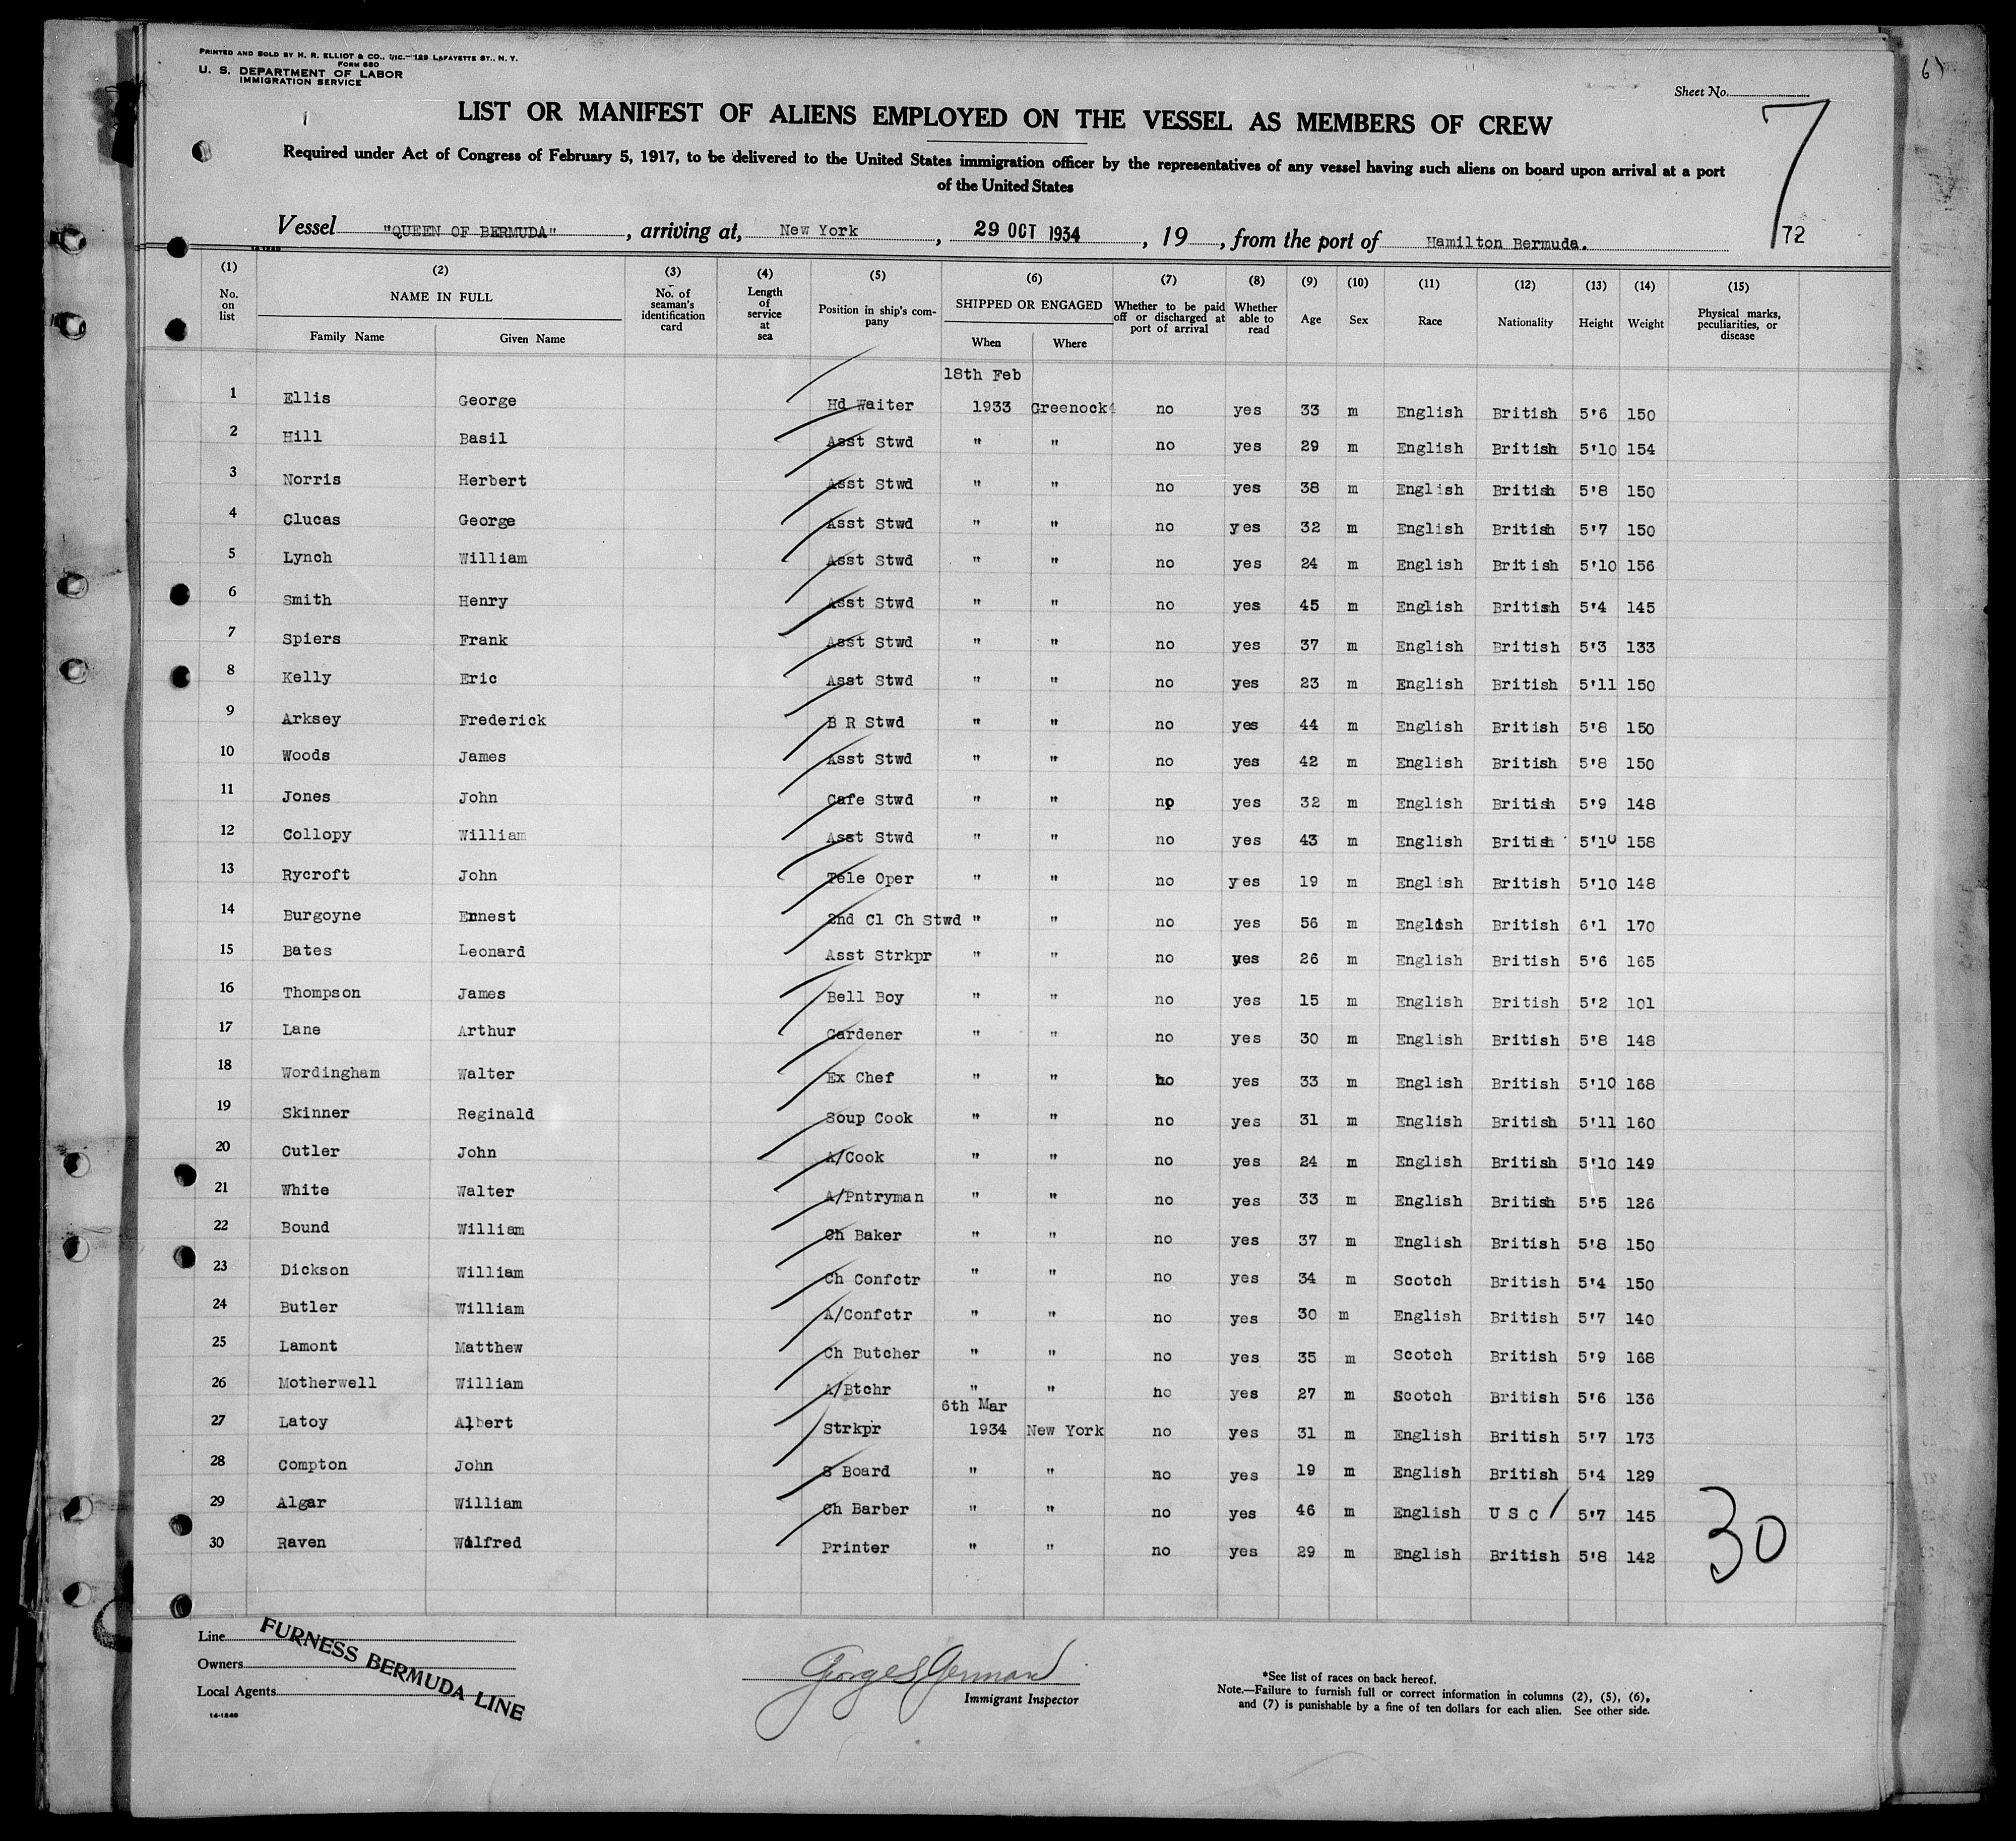 PRINTED AND SOLD BY H. R. ELLIOT & CO., INC.—129 LAFAYETTE ST., N. Y.
FORM 680
U. S. DEPARTMENT OF LABOR
IMMIGRATION SERVICE
Sheet No.
7
LIST OR MANIFEST OF ALIENS EMPLOYED ON THE VESSEL AS MEMBERS OF CREW
Required under Act of Congress of February 5, 1917, to be delivered to the United States immigration officer by the representatives of any vessel having such aliens on board upon arrival at a port
of the United States
Vessel "QUEEN OF BERMUDA", arriving at, New York, 29 OCT 1934, 19, from the port of Hamilton Bermuda. 72
14-1240
(1) No. on list (2) NAME IN FULL Family Name Given Name (3) No. of seaman's identification card (4) Length of service at sea (5) Position in ship's company (6) SHIPPED OR ENGAGED When Where (7) Whether to be paid off or discharged at port of arrival (8) Whether able to read (9) Age (10) Sex (11) Race (12) Nationality (13) Height (14) Weight (15) Physical marks, peculiarities, or disease
18th Feb
1 Ellis George Hd Waiter 1933 Greenock no yes 33 m English British 5'6 150
2 Hill Basil Asst Stwd " " no yes 29 m English British 5'10 154
3 Norris Herbert Asst Stwd " " no yes 38 m English British 5'8 150
4 Clucas George Asst Stwd " " no yes 32 m English British 5'7 150
5 Lynch William Asst Stwd " " no yes 24 m English British 5'10 156
6 Smith Henry Asst Stwd " " no yes 45 m English British 5'4 145
7 Spiers Frank Asst Stwd " " no yes 37 m English British 5'3 133
8 Kelly Eric Asst Stwd " " no yes 23 m English British 5'11 150
9 Arksey Frederick B R Stwd " " no yes 44 m English British 5'8 150
10 Woods James Asst Stwd " " no yes 42 m English British 5'8 150
11 Jones John Cafe Stwd " " np yes 32 m English British 5'9 148
12 Collopy William Asst Stwd " " no yes 43 m English British 5'10 158
13 Rycroft John Tele Oper " " no yes 19 m English British 5'10 148
14 Burgoyne Ernest 2nd Cl Ch Stwd " " no yes 56 m English British 6'1 170
15 Bates Leonard Asst Strkpr " " no yes 26 m English British 5'6 165
16 Thompson James Bell Boy " " no yes 15 m English British 5'2 101
17 Lane Arthur Gardener " " no yes 30 m English British 5'8 148
18 Wordingham Walter Ex Chef " " no yes 33 m English British 5'10 168
19 Skinner Reginald Soup Cook " " no yes 31 m English British 5'11 160
20 Cutler John A/Cook " " no yes 24 m English British 5'10 149
21 White Walter A/Pntryman " " no yes 33 m English British 5'5 126
22 Bound William Ch Baker " " no yes 37 m English British 5'8 150
23 Dickson William Ch Confctr " " no yes 34 m Scotch British 5'4 150
24 Butler William A/Confctr " " no yes 30 m English British 5'7 140
25 Lamont Matthew Ch Butcher " " no yes 35 m Scotch British 5'9 168
26 Motherwell William A/Btchr " " no yes 27 m Scotch British 5'6 136
6th Mar
27 Latoy Albert Strkpr 1934 New York no yes 31 m English British 5'7 173
28 Compton John S Board " " no yes 19 m English British 5'4 129
29 Algar William Ch Barber " " no yes 46 m English U S C 5'7 145
30 Raven Wilfred Printer " " no yes 29 m English British 5'8 142
30
Line
Owners
Local Agents
FURNESS BERMUDA LINE
14-1240
Immigrant Inspector
*See list of races on back hereof.
Note.—Failure to furnish full or correct information in columns (2), (5), (6), and (7) is punishable by a fine of ten dollars for each alien. See other side.